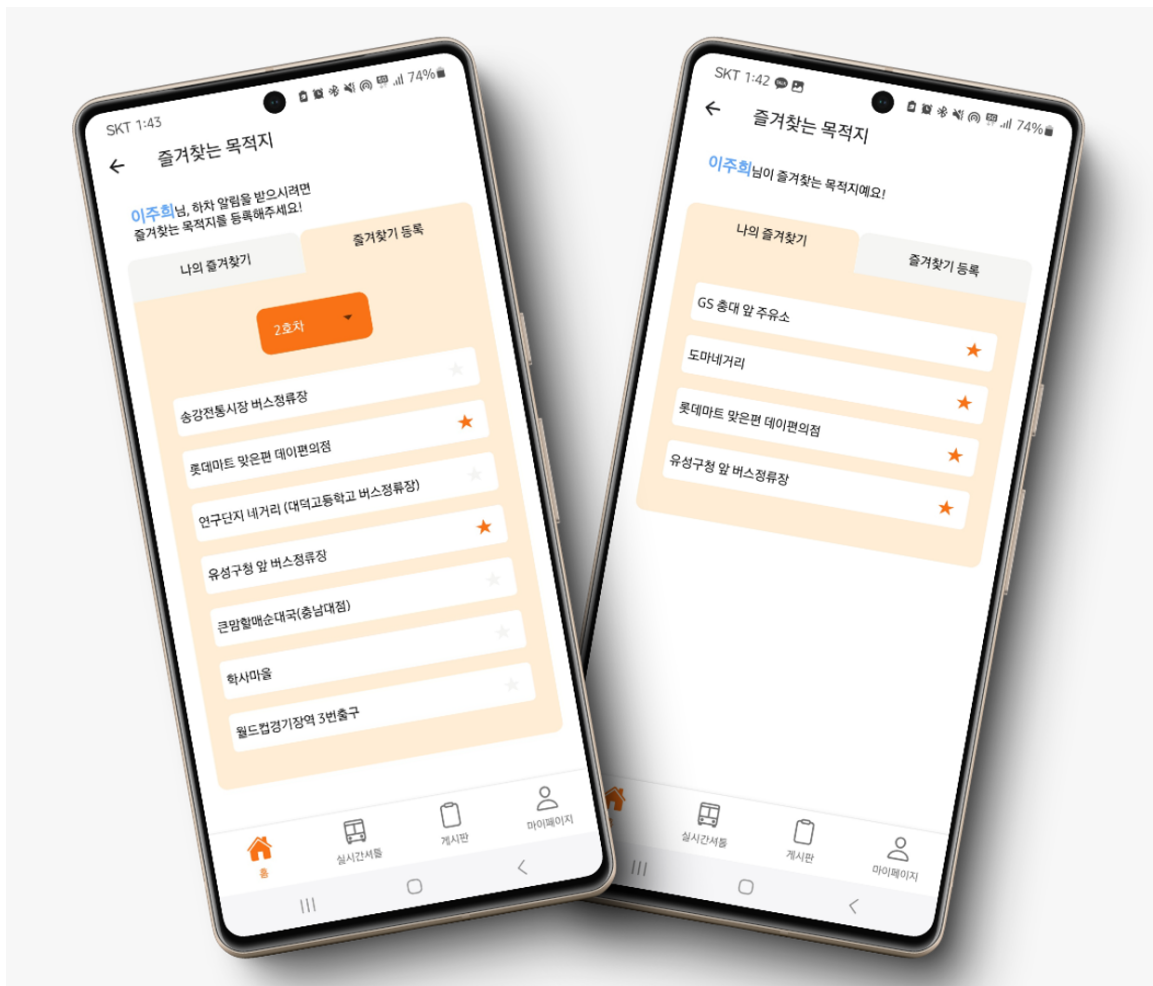 SKT 1:43
74%
즐겨찾는 목적지
이주희님, 하차 알림을 받으시려면
즐겨찾는 목적지를 등록해주세요!
나의 즐겨찾기
즐겨찾기 등록
2호차
송강전통시장 버스정류장
롯데마트 맞은편 데이편의점
연구단지 네거리 (대덕고등학교 버스정류장)
유성구청 앞 버스정류장
큰맘할매순대국(충남대점)
학사마을
월드컵경기장역 3번출구
홈
실시간셔틀
게시판
마이페이지
SKT 1:42
74%
즐겨찾는 목적지
이주희님이 즐겨찾는 목적지예요!
나의 즐겨찾기
즐겨찾기 등록
GS 충대 앞 주유소
도마네거리
롯데마트 맞은편 데이편의점
유성구청 앞 버스정류장
실시간셔틀
게시판
마이페이지